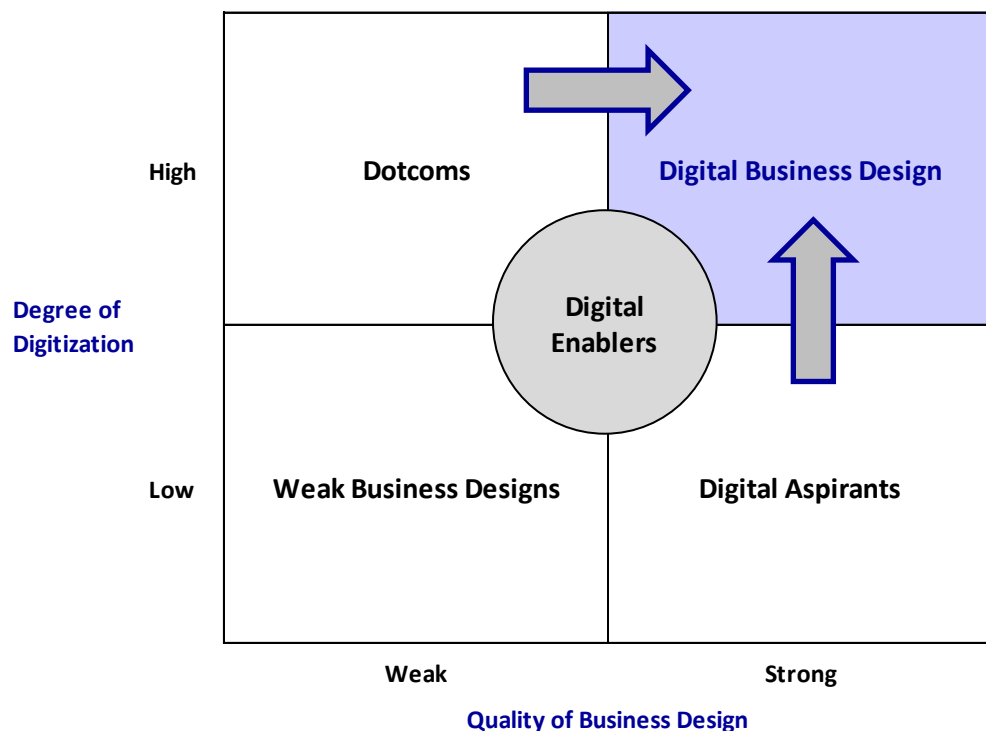 High
Dotcoms
Digital Business Design
Degree of
Digitization
Digital
Enablers
Low
Weak Business Designs
Digital Aspirants
Weak
Strong
Quality of Business Design